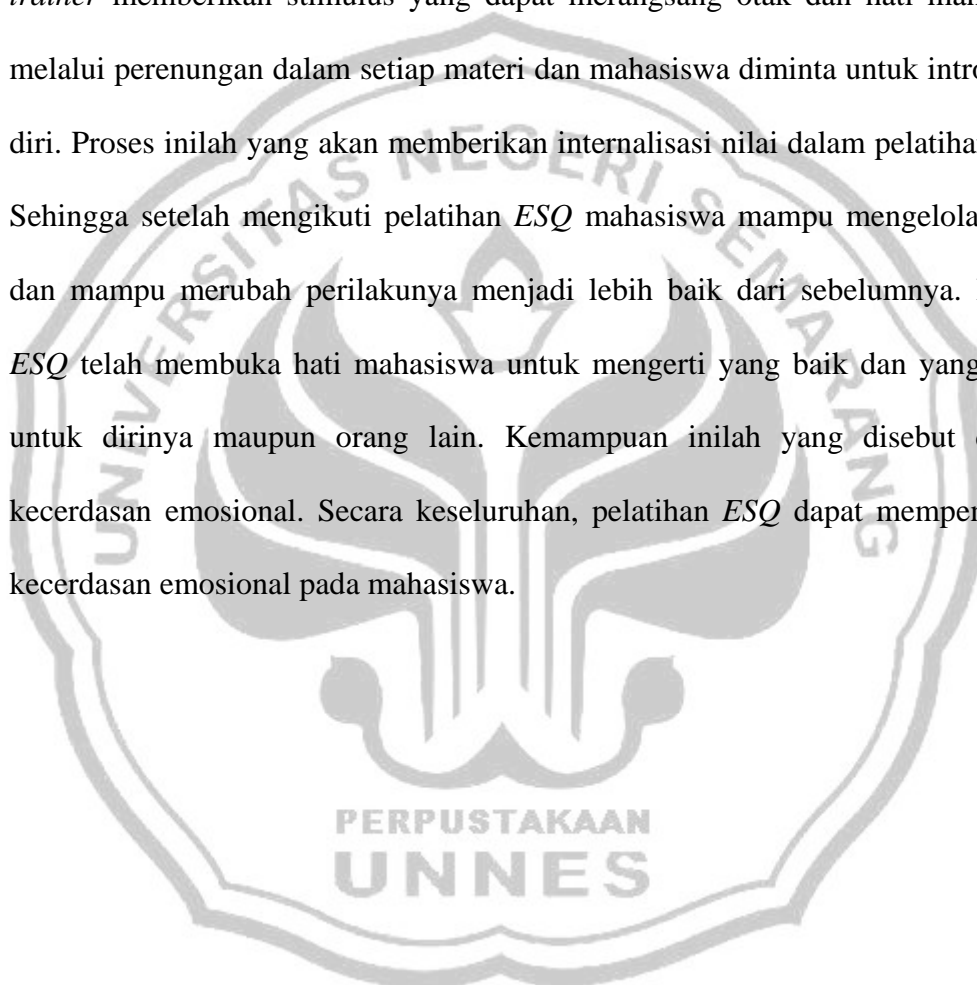 trainer memberikan stimulus yang dapat merangsang otak dan hati
melalui perenungan dalam setiap materi dan mahasiswa diminta untuk
diri. Proses inilah yang akan memberikan internalisasi nilai dalam pelatihan
Sehingga setelah mengikuti pelatihan ESQ mahasiswa mampu mengelola
dan mampu merubah perilakunya menjadi lebih baik dari sebelumnya.
ESQ telah membuka hati mahasiswa untuk mengerti yang baik dan yang
untuk dirinya maupun orang lain. Kemampuan inilah yang disebut
kecerdasan emosional. Secara keseluruhan, pelatihan ESQ dapat
kecerdasan emosional pada mahasiswa.
UNIVERSITAS NEGERI SEMARANG
PERPUSTAKAAN
UNNES